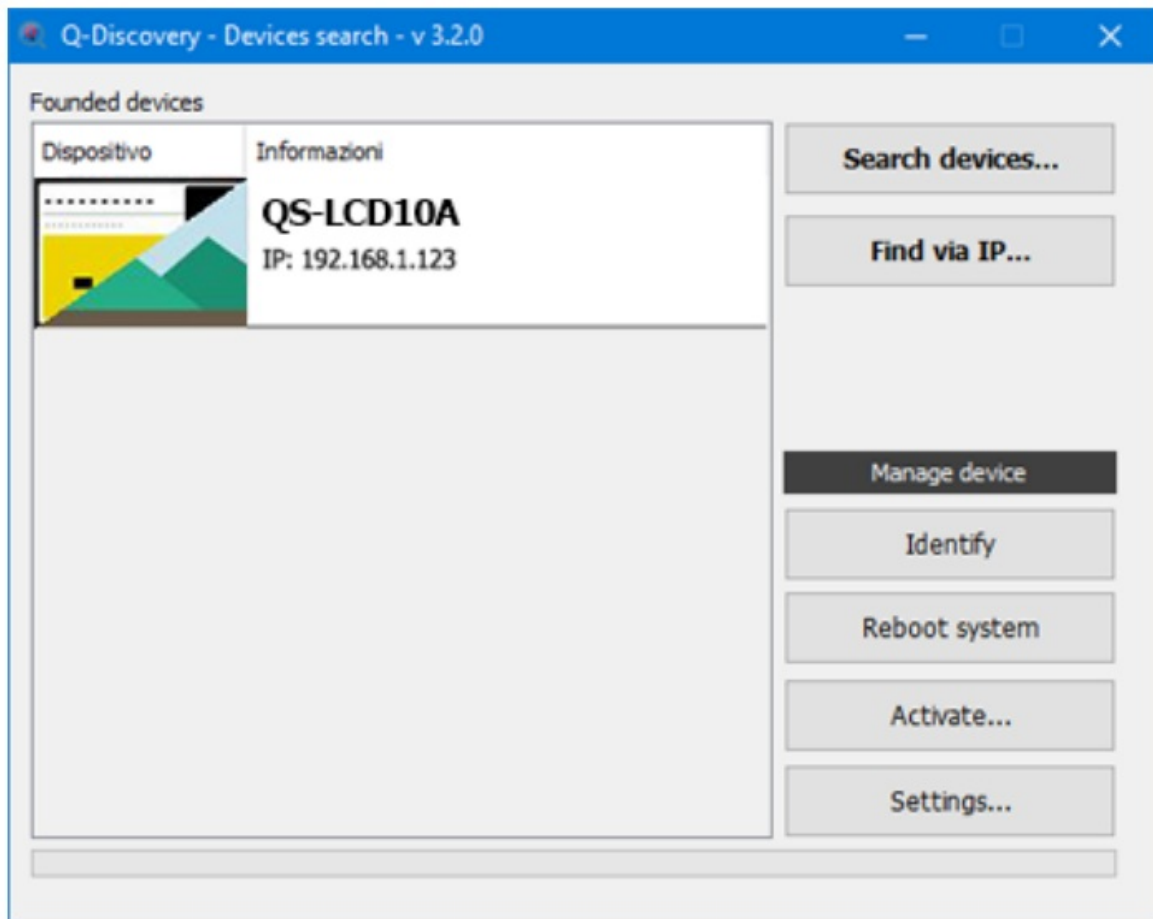 Q-Discovery - Devices search - v 3.2.0
Founded devices
Dispositivo Informazioni
QS-LCD10A
IP: 192.168.1.123
Search devices...
Find via IP...
Manage device
Identify
Reboot system
Activate...
Settings...